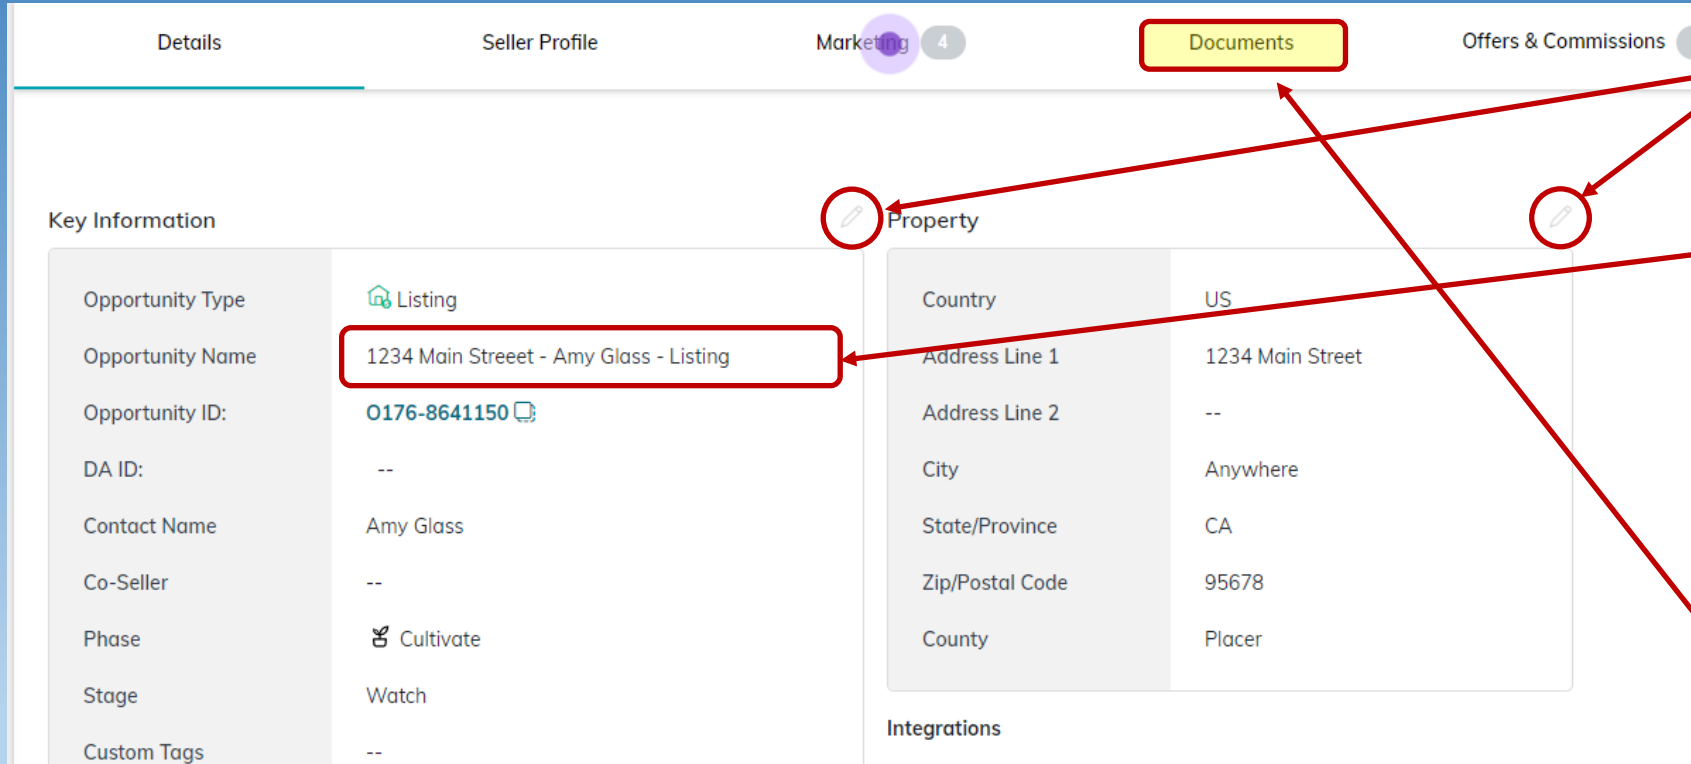 Details Seller Profile Marketing 4 Documents Offers & Commissions
Key Information
Opportunity Type Listing
Opportunity Name 1234 Main Streeet - Amy Glass - Listing
Opportunity ID: O176-8641150
DA ID: --
Contact Name Amy Glass
Co-Seller --
Phase Cultivate
Stage Watch
Custom Tags --
Property
Country US
Address Line 1 1234 Main Street
Address Line 2 --
City Anywhere
State/Province CA
Zip/Postal Code 95678
County Placer
Integrations